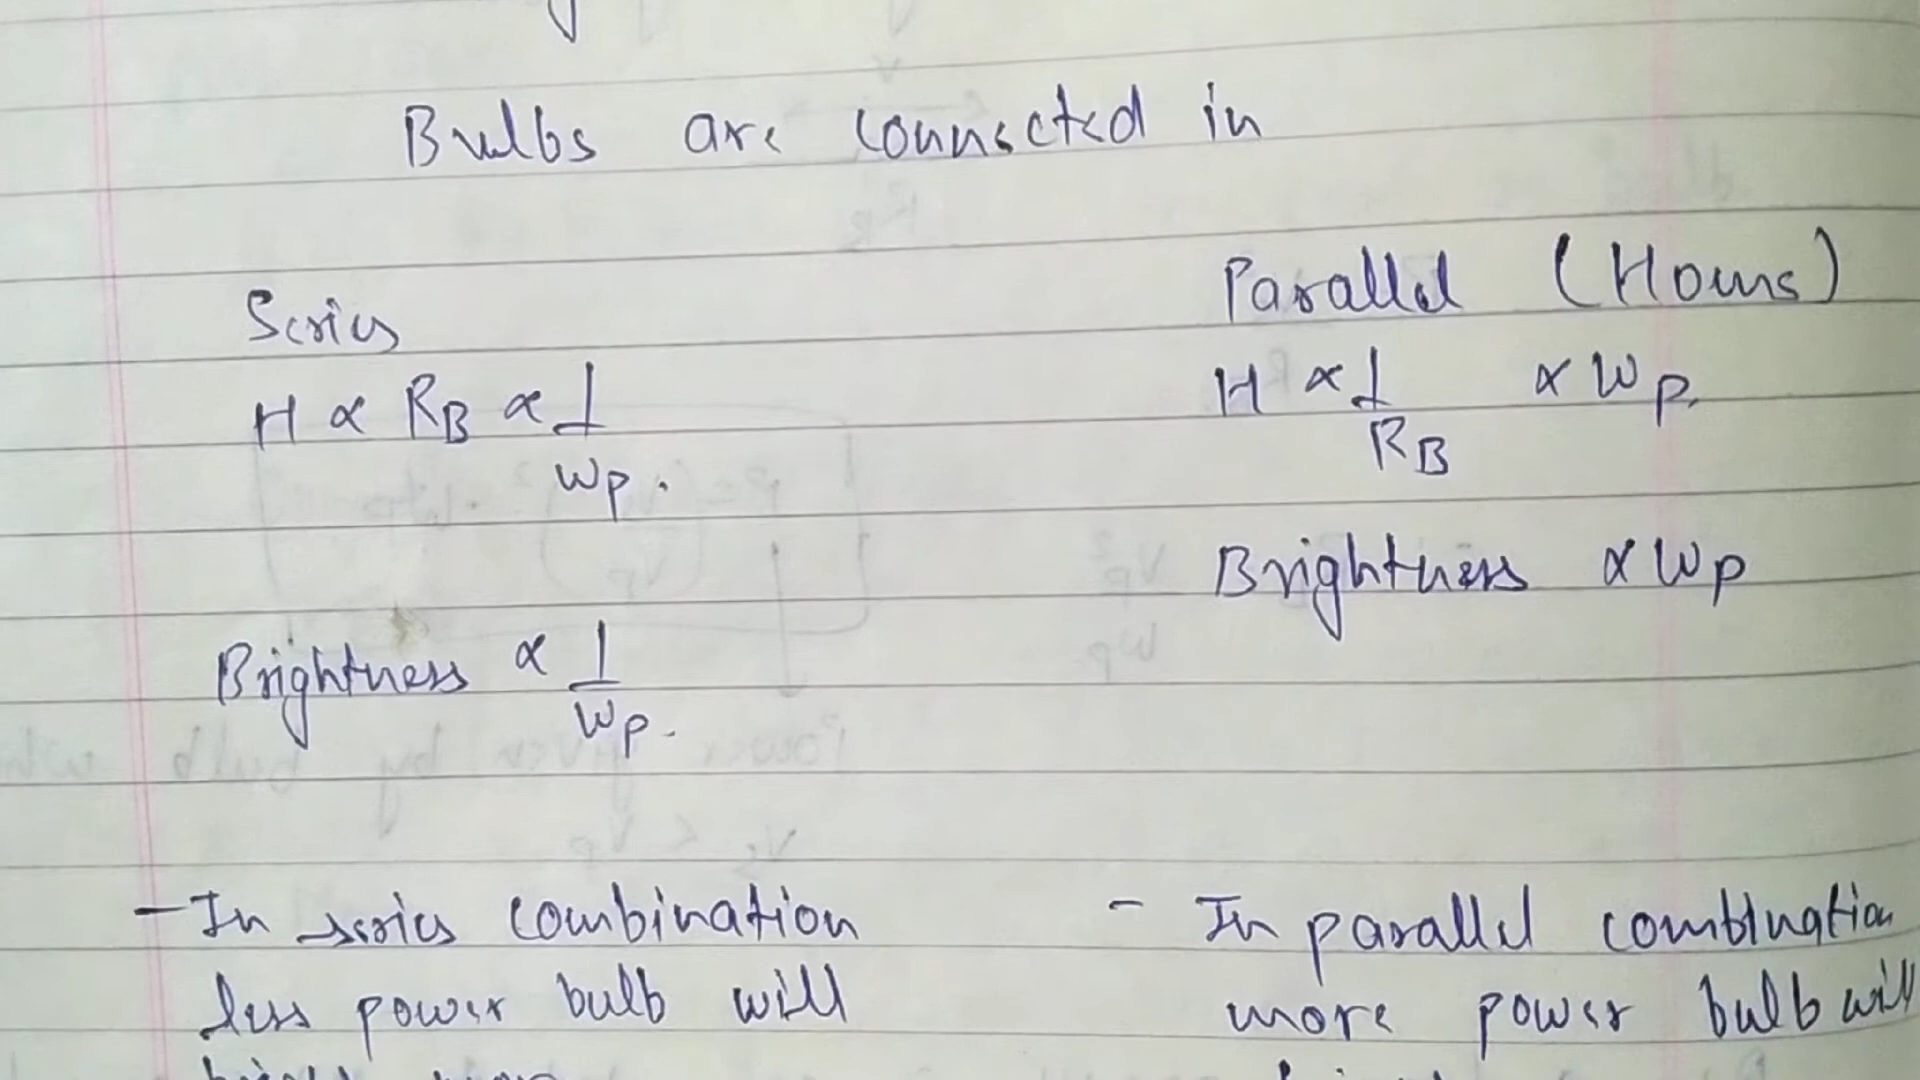 Bulbs are connected in
Series
H ∝ R_B ∝ 1/W_P.
Brightness ∝ 1/W_P.
- In series combination
less power bulb will
Parallel (Homes)
H ∝ 1/R_B ∝ W_P.
Brightness ∝ W_P
- In parallel combination
more power bulb will